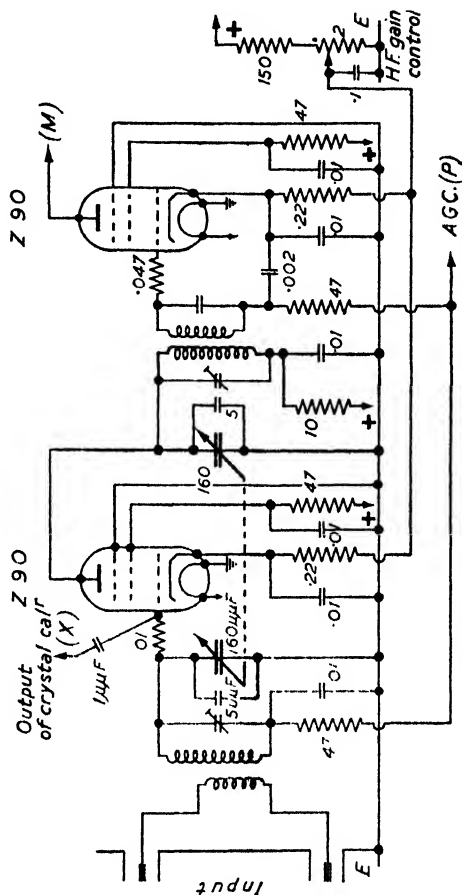 Input
E
Output
of crystal cal.r
(X)
1μμF
Z 90
.01
160μμF
50μμF
47
.01
.01
.22
.01
47
+
160
5
10
+
.01
47
.002
.047
Z 90
(M)
.01
.22
.01
47
+
AGC.(P)
+
150
2
.1
E
H.F. gain
control